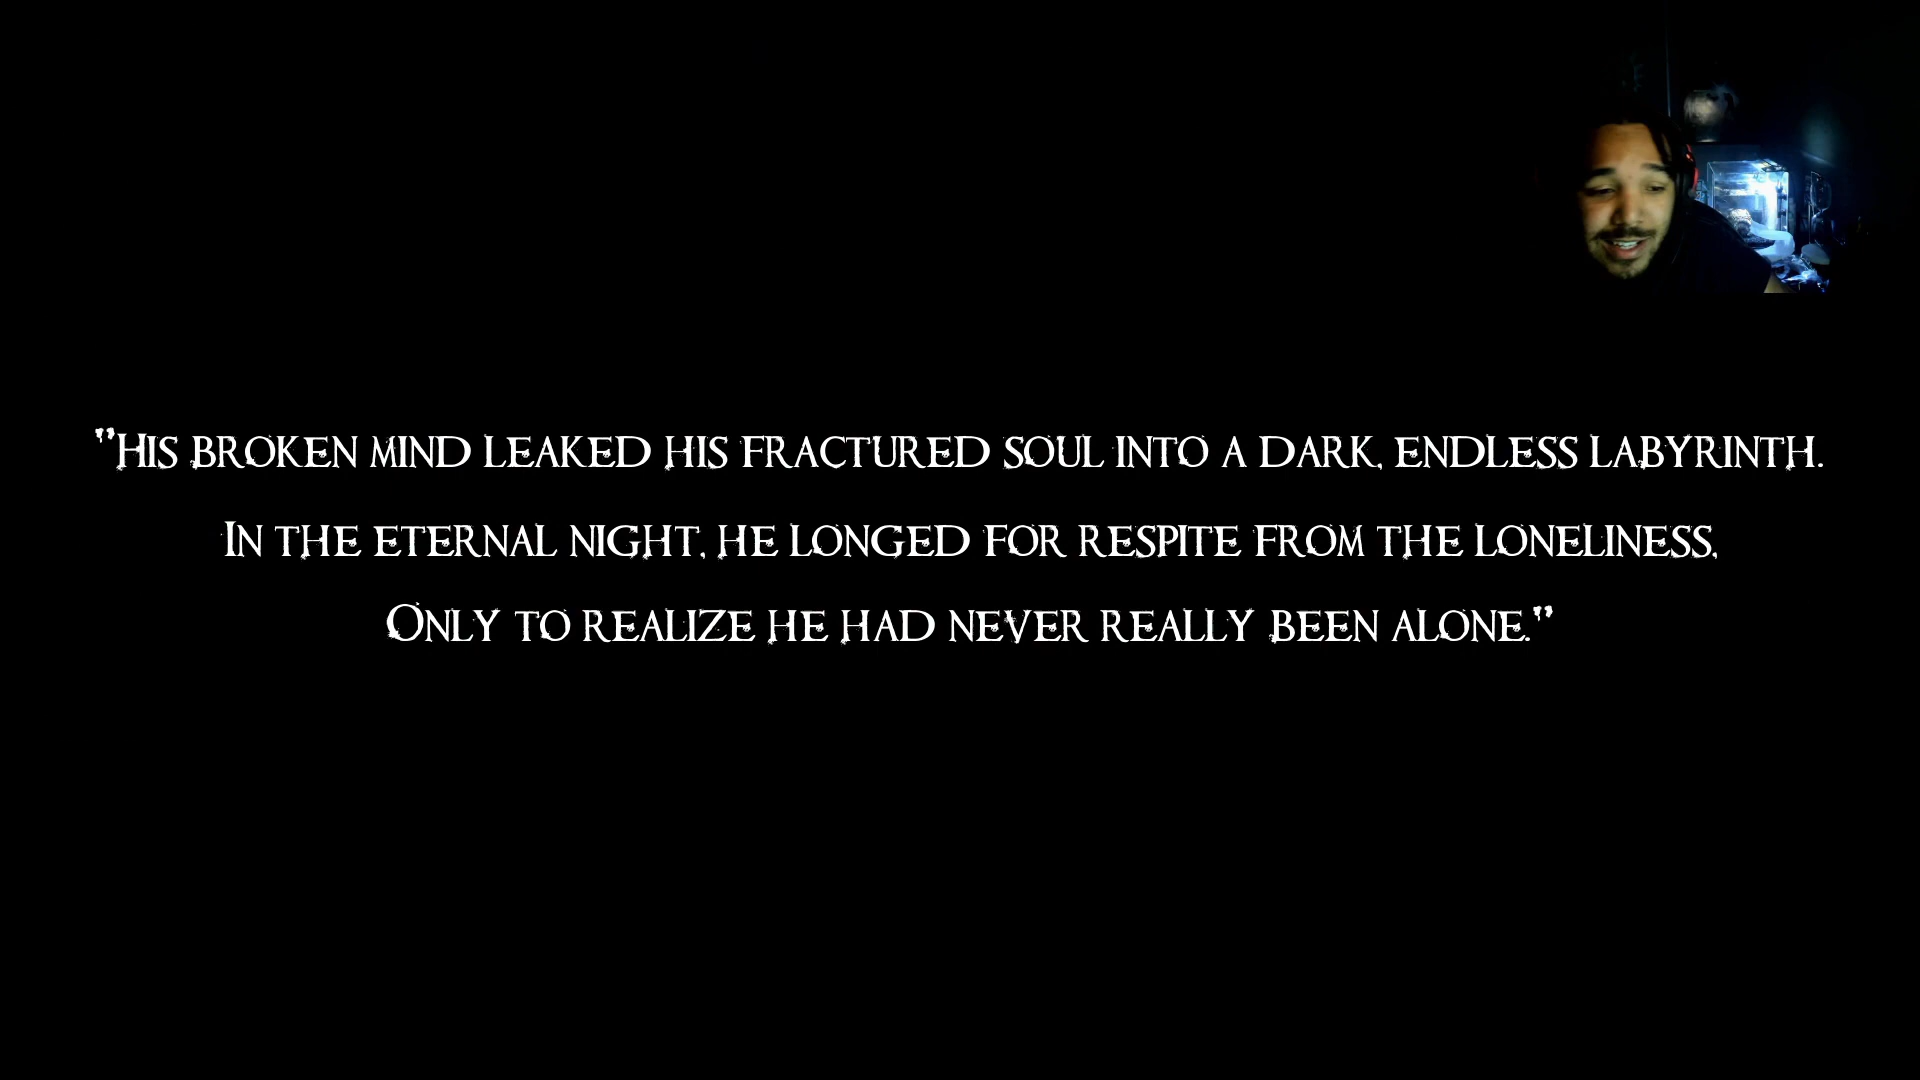 "His broken mind leaked his fractured soul into a dark, endless labyrinth.
In the eternal night, he longed for respite from the loneliness,
Only to realize he had never really been alone."